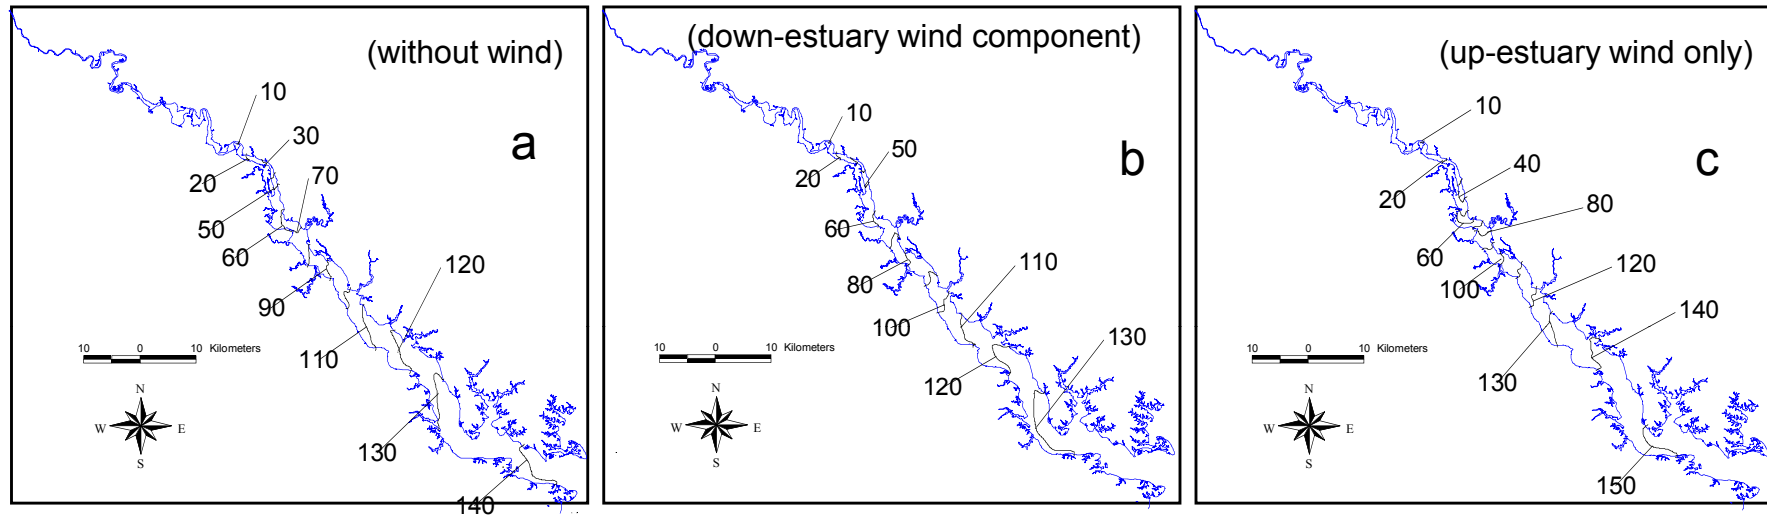 (without wind)
a
10
30
20
70
50
60
120
90
110
10 0 10 Kilometers
N
W E
S
130
140
(down-estuary wind component)
b
10
50
20
60
110
80
100
130
10 0 10 Kilometers
120
N
W E
S
(up-estuary wind only)
c
10
40
20
80
60
120
100
140
10 0 10 Kilometers
130
N
W E
S
150